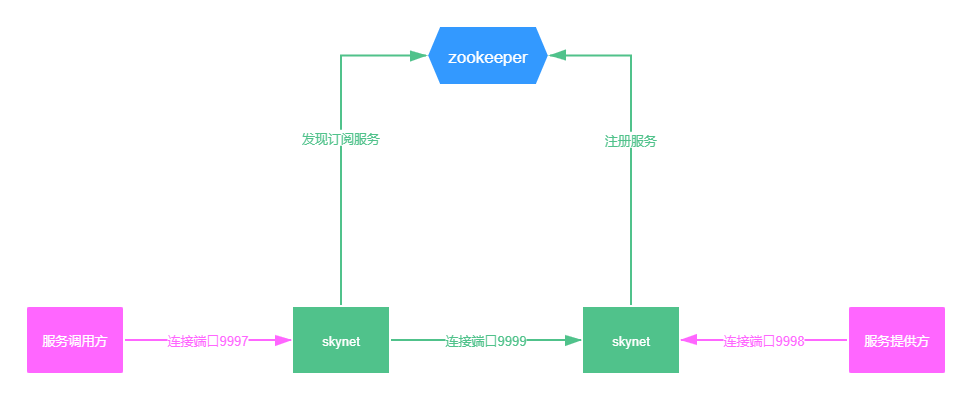 zookeeper
发现订阅服务
注册服务
服务调用方
连接端口9997
skynet
连接端口9999
skynet
连接端口9998
服务提供方